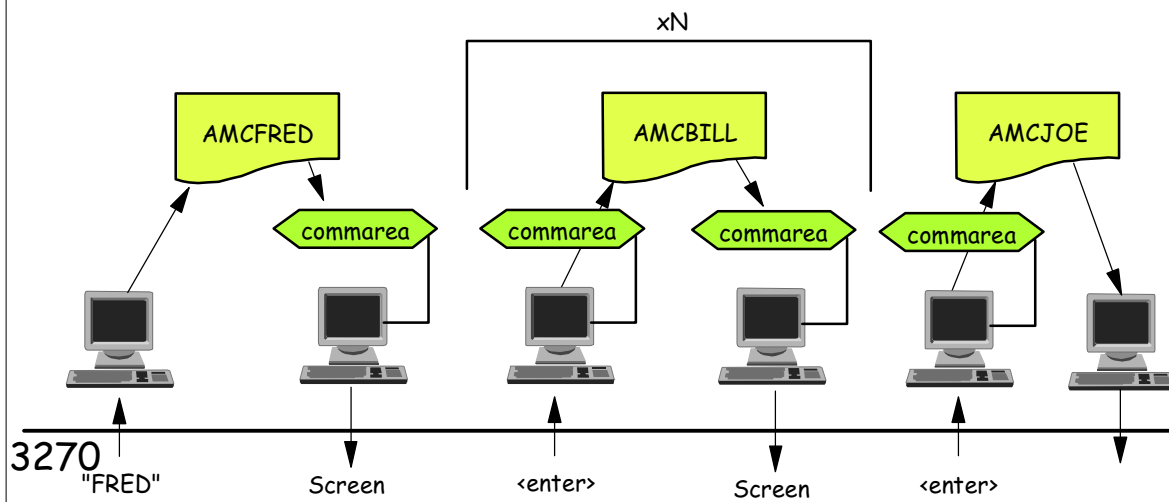 xN
AMCFRED
AMCBILL
AMCJOE
commarea
commarea
commarea
commarea
3270
"FRED"
Screen
<enter>
Screen
<enter>